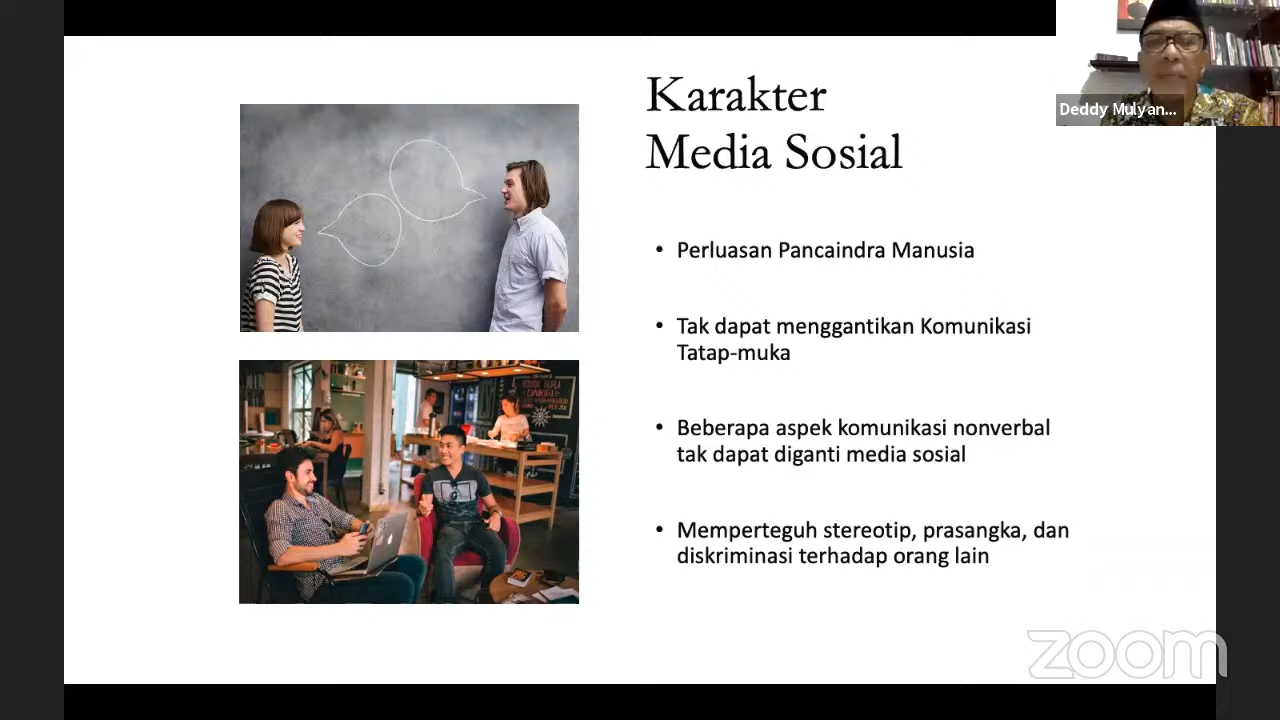 Karakter
Media Sosial
Deddy Mulyan...
• Perluasan Pancaindra Manusia
• Tak dapat menggantikan Komunikasi
Tatap-muka
• Beberapa aspek komunikasi nonverbal
tak dapat diganti media sosial
• Memperteguh stereotip, prasangka, dan
diskriminasi terhadap orang lain
zoom